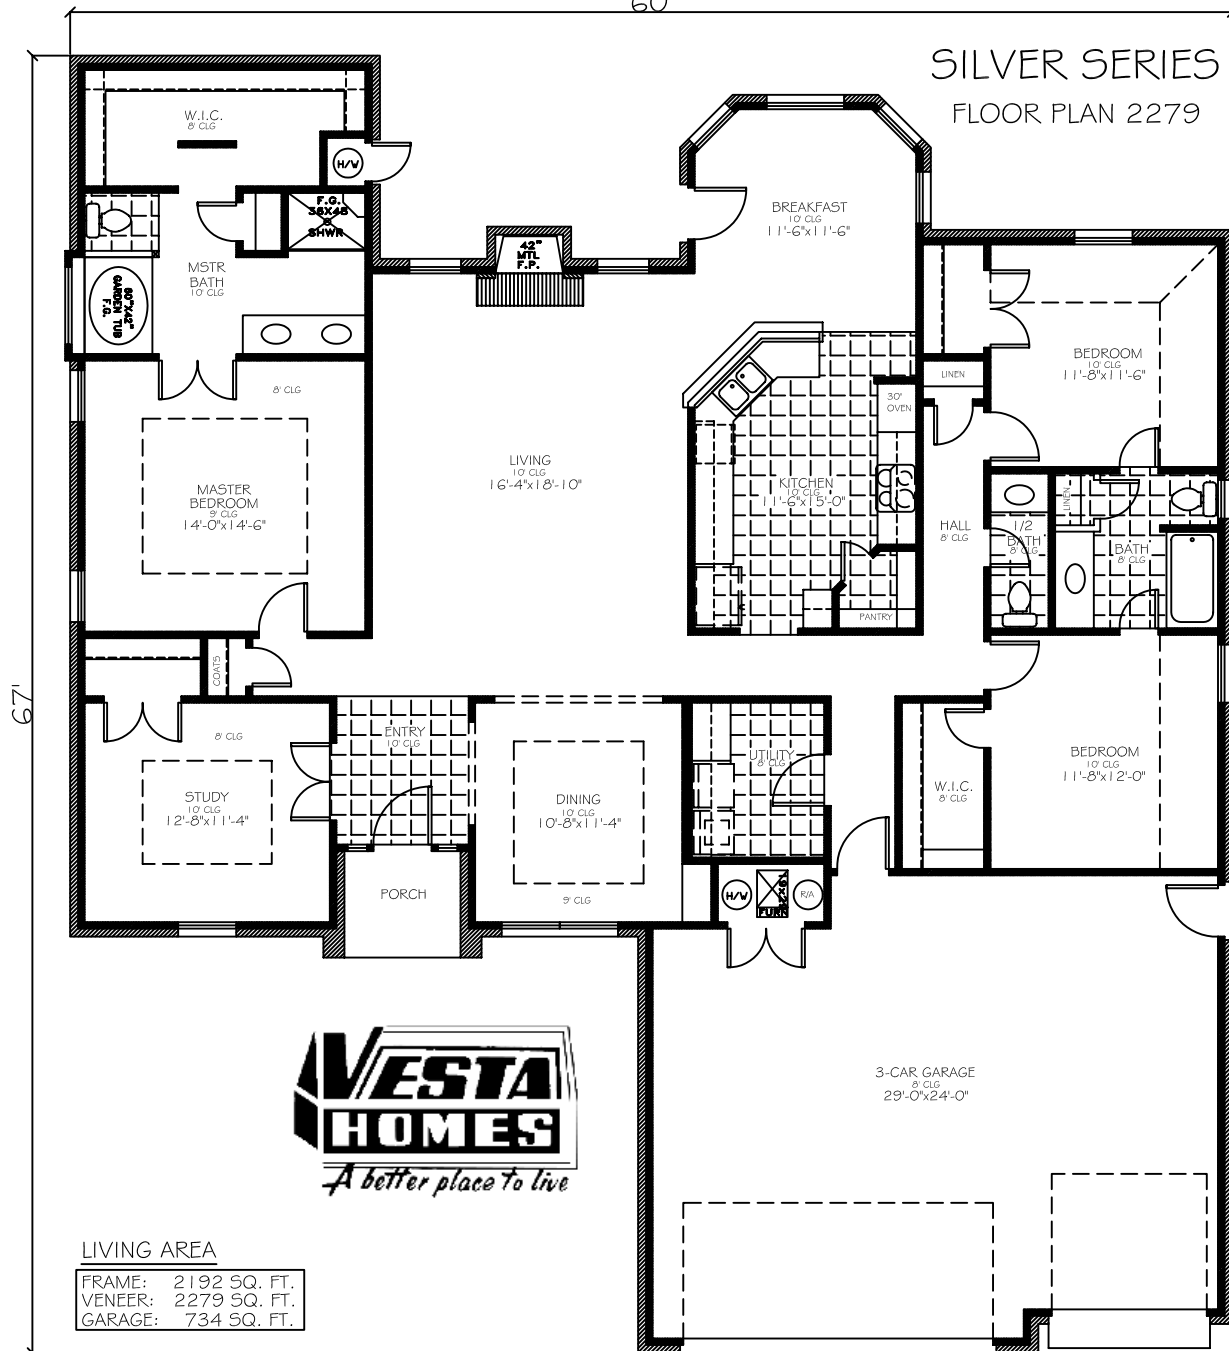 60'
SILVER SERIES
FLOOR PLAN 2279
67'
W.I.C.
8' CLG
H/W
F.G.
36X48
SHWR
MSTR
BATH
10' CLG
60"X42"
GARDEN TUB
F.G.
42"
MTL
F.P.
BREAKFAST
10' CLG
11'-6"x11'-6"
BEDROOM
10' CLG
11'-8"x11'-6"
LINEN
30"
OVEN
8' CLG
MASTER
BEDROOM
9' CLG
14'-0"x14'-6"
LIVING
10' CLG
16'-4"x18'-10"
KITCHEN
10' CLG
11'-6"x15'-0"
HALL
8' CLG
1/2
BATH
8' CLG
LINEN
BATH
8' CLG
PANTRY
COATS
8' CLG
STUDY
10' CLG
12'-8"x11'-4"
ENTRY
10' CLG
DINING
10' CLG
10'-8"x11'-4"
9' CLG
UTILITY
8' CLG
W.I.C.
8' CLG
BEDROOM
10' CLG
11'-8"x12'-0"
PORCH
H/W
FURN
R/A
3-CAR GARAGE
8' CLG
29'-0"x24'-0"
VESTA
HOMES
A better place to live
LIVING AREA
FRAME: 2192 SQ. FT.
VENEER: 2279 SQ. FT.
GARAGE: 734 SQ. FT.